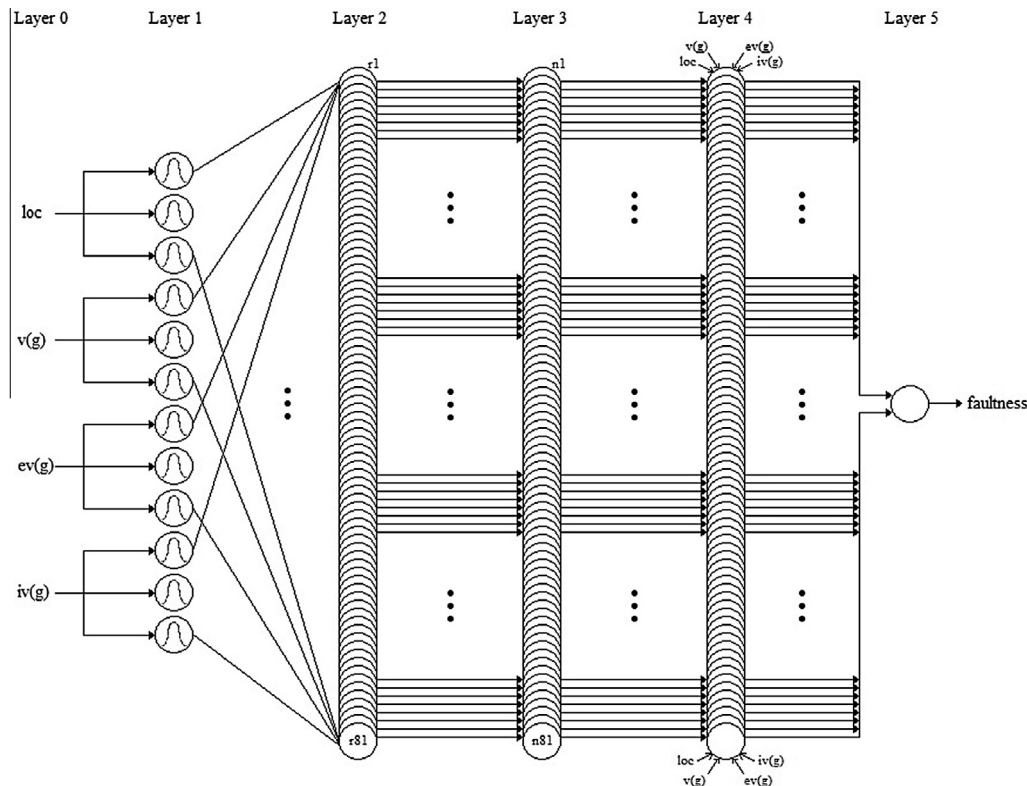 Layer 0 Layer 1 Layer 2 Layer 3 Layer 4 Layer 5
v(g) ev(g)
r1 n1 loc iv(g)
loc
v(g)
faultness
ev(g)
iv(g)
r81 n81
loc iv(g)
v(g) ev(g)